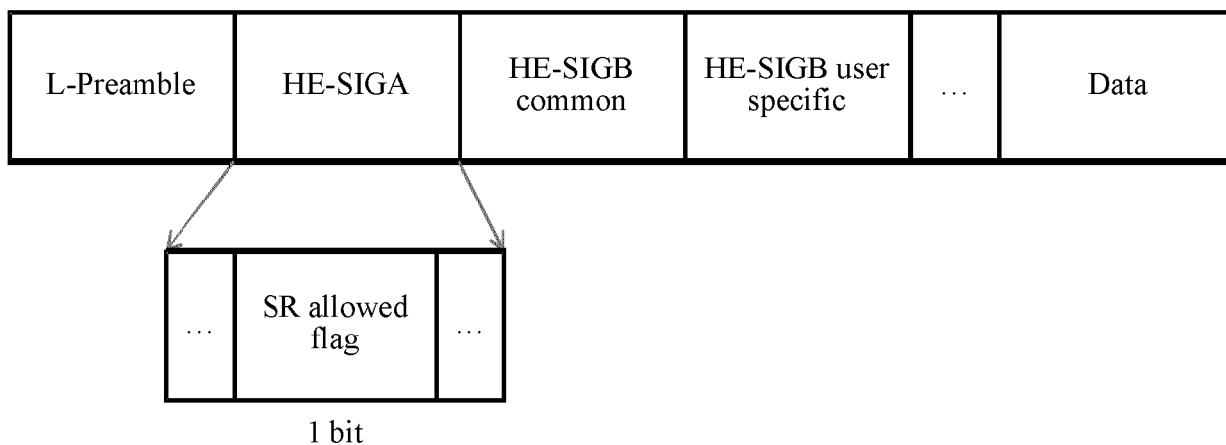 L-Preamble
HE-SIGA
HE-SIGB
common
HE-SIGB user
specific
...
Data
...
SR allowed
flag
...
1 bit